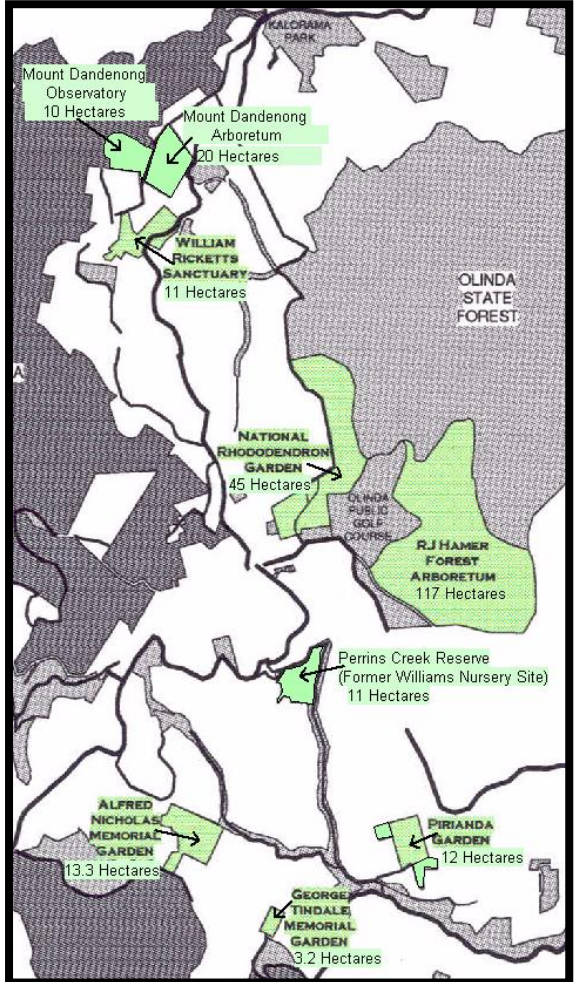 KALORAMA
PARK
Mount Dandenong
Observatory
10 Hectares
Mount Dandenong
Arboretum
20 Hectares
WILLIAM
RICKETTS
SANCTUARY
11 Hectares
OLINDA
STATE
FOREST
A
NATIONAL
RHODODENDRON
GARDEN
45 Hectares
OLINDA
PUBLIC
GOLF
COURSE
RJ HAMER
FOREST
ARBORETUM
117 Hectares
Perrins Creek Reserve
(Former Williams Nursery Site)
11 Hectares
ALFRED
NICHOLAS
MEMORIAL
GARDEN
13.3 Hectares
PIRIANDA
GARDEN
12 Hectares
GEORGE
TINDALE
MEMORIAL
GARDEN
3.2 Hectares